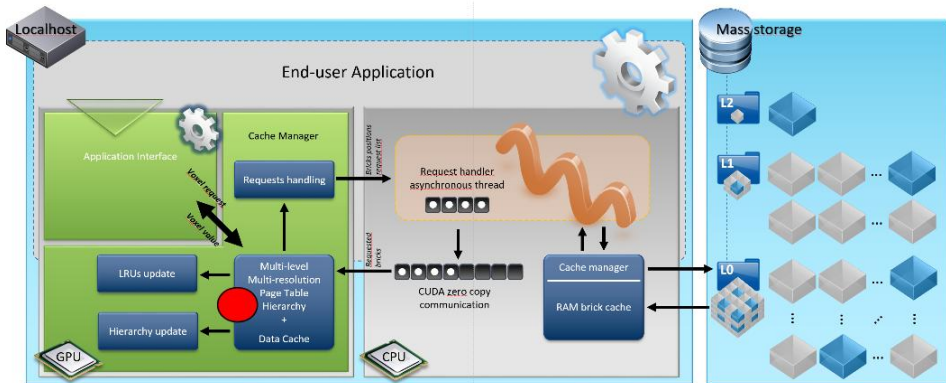 Localhost
Mass storage
End-user Application
Application Interface
Cache Manager
Requests handling
Voxel request
Voxel value
Bricks positions
request list
Request handler
asynchronous thread
Requested
bricks
CUDA zero copy
communication
LRUs update
Hierarchy update
Multi-level
Multi-resolution
Page Table
Hierarchy
+
Data Cache
Cache manager
RAM brick cache
GPU
CPU
L2
L1
L0